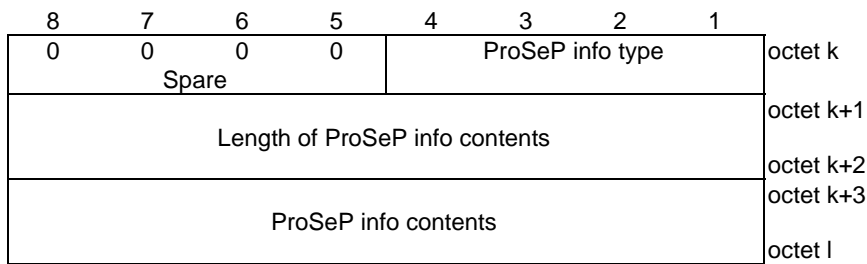 8 7 6 5 4 3 2 1
0 0 0 0 ProSeP info type octet k
Spare
octet k+1
Length of ProSeP info contents
octet k+2
octet k+3
ProSeP info contents
octet l